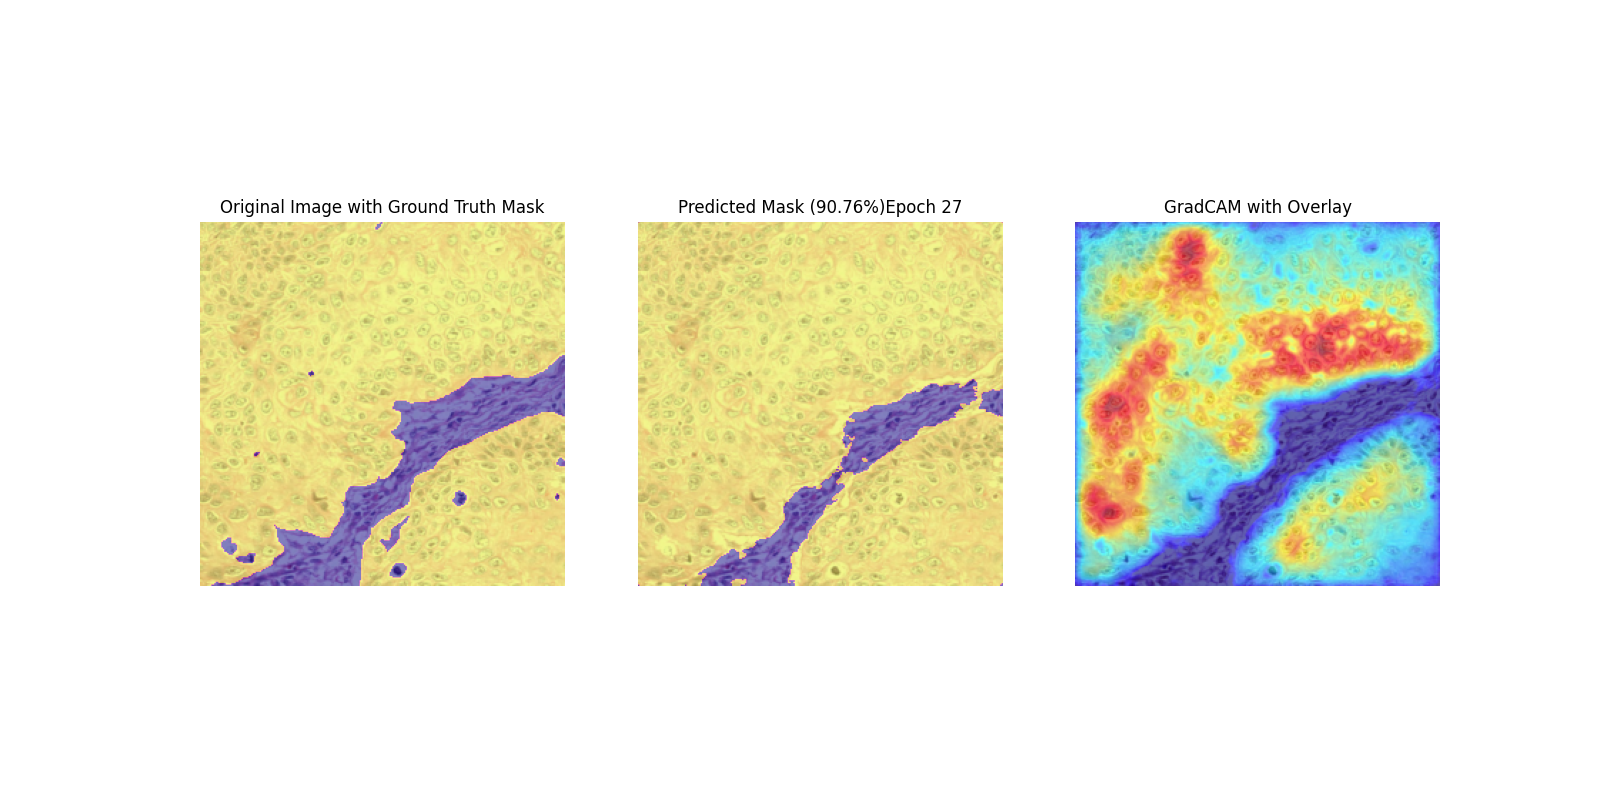 Original Image with Ground Truth Mask
Predicted Mask (90.76%)Epoch 27
GradCAM with Overlay